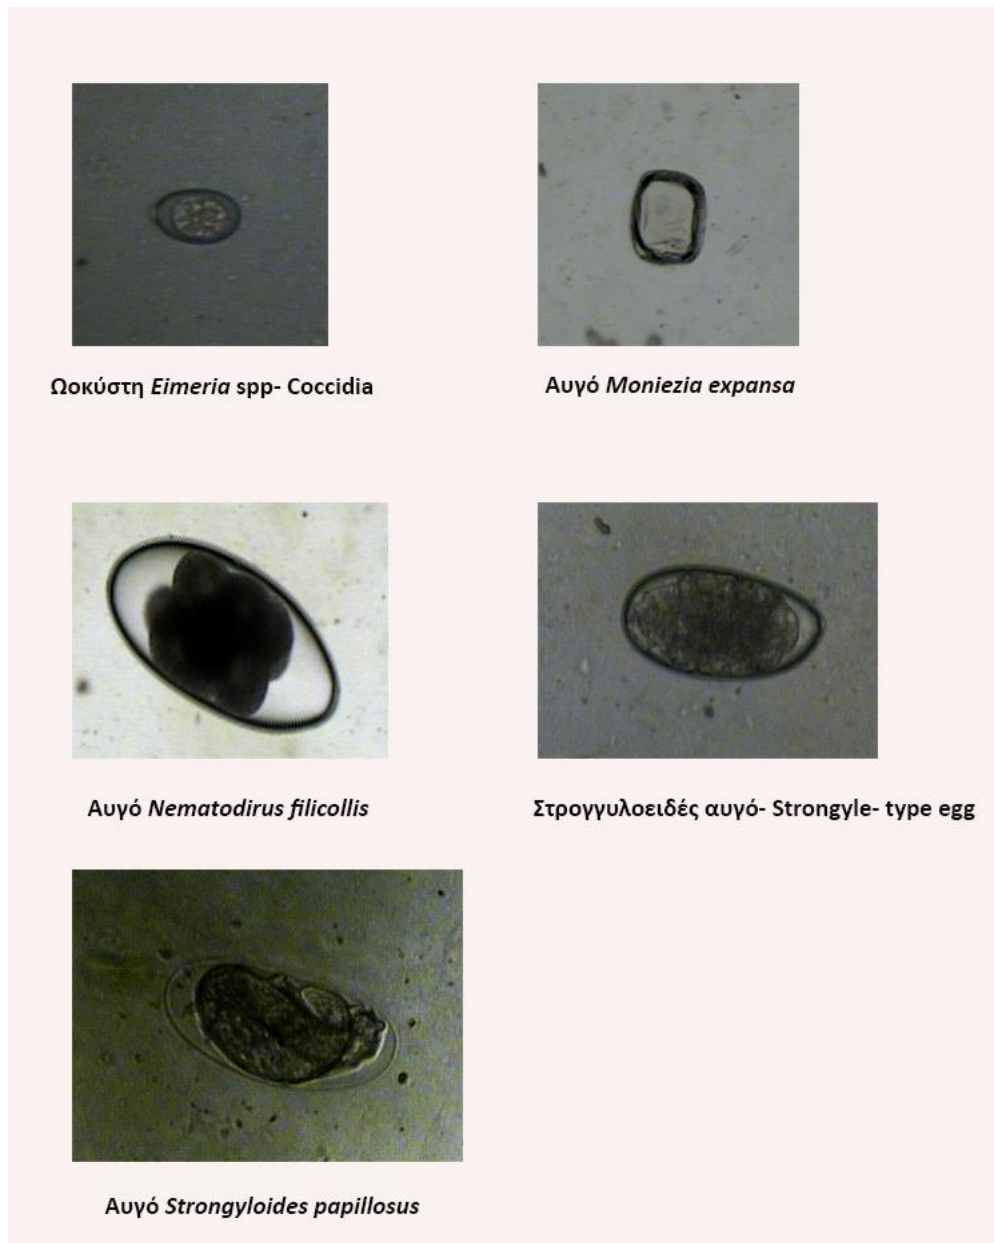 Ωοκύστη Eimeria spp- Coccidia
Αυγό Moniezia expansa
Αυγό Nematodirus filicollis
Στρογγυλοειδές αυγό- Strongyle- type egg
Αυγό Strongyloides papillosus